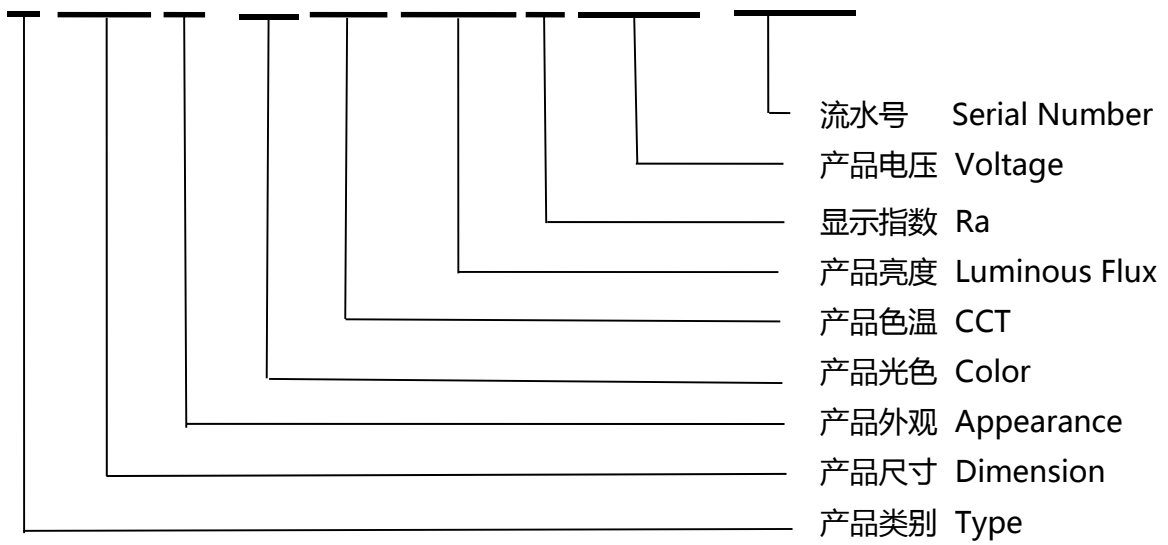 流水号 Serial Number
产品电压 Voltage
显示指数 Ra
产品亮度 Luminous Flux
产品色温 CCT
产品光色 Color
产品外观 Appearance
产品尺寸 Dimension
产品类别 Type